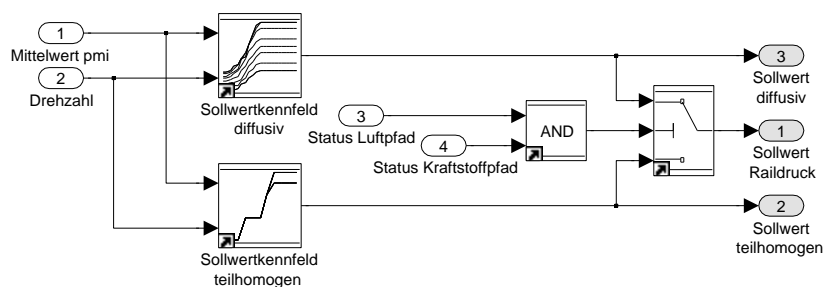 1
Mittelwert pmi
2
Drehzahl
Sollwertkennfeld
diffusiv
Sollwertkennfeld
teilhomogen
3
Status Luftpfad
4
Status Kraftstoffpfad
AND
3
Sollwert
diffusiv
1
Sollwert
Raildruck
2
Sollwert
teilhomogen